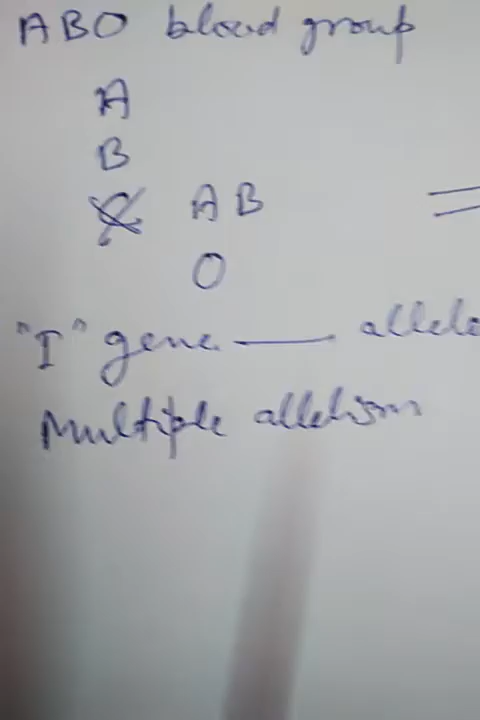 ABO blood group
A
B
AB
O
"I" gene — 
Multiple allelism